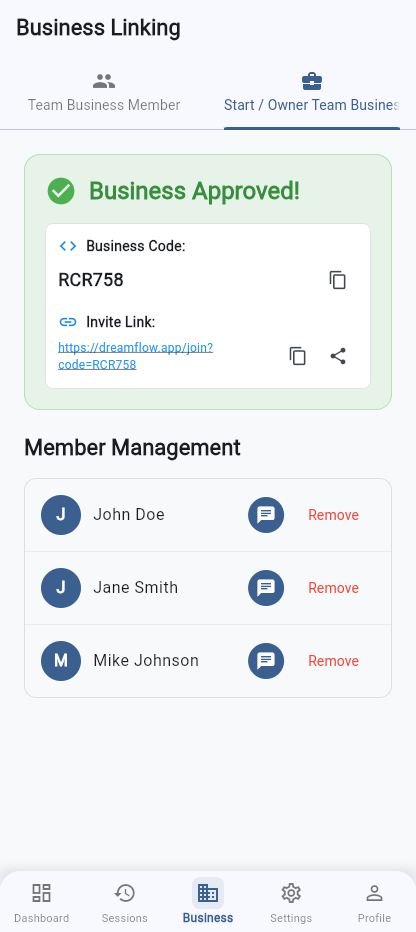 Business Linking
Team Business Member
Start / Owner Team Busines
Business Approved!
Business Code:
RCR758
Invite Link:
https://dreamflow.app/join?
code=RCR758
Member Management
J John Doe Remove
J Jane Smith Remove
M Mike Johnson Remove
Dashboard Sessions Business Settings Profile